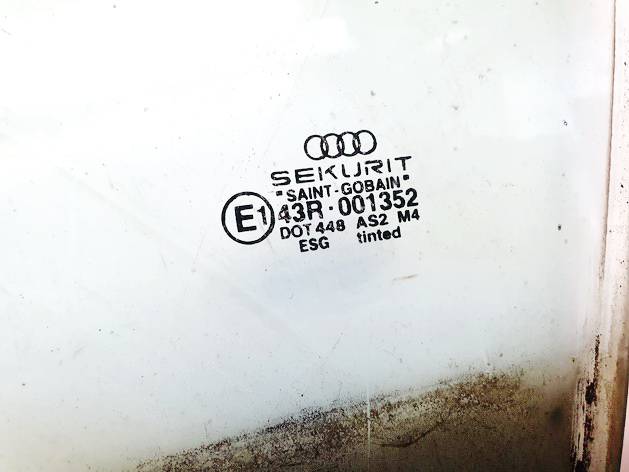 SEKURIT
"SAINT-GOBAIN"
E1 43R·001352
DOT 448 AS2 M4
ESG tinted